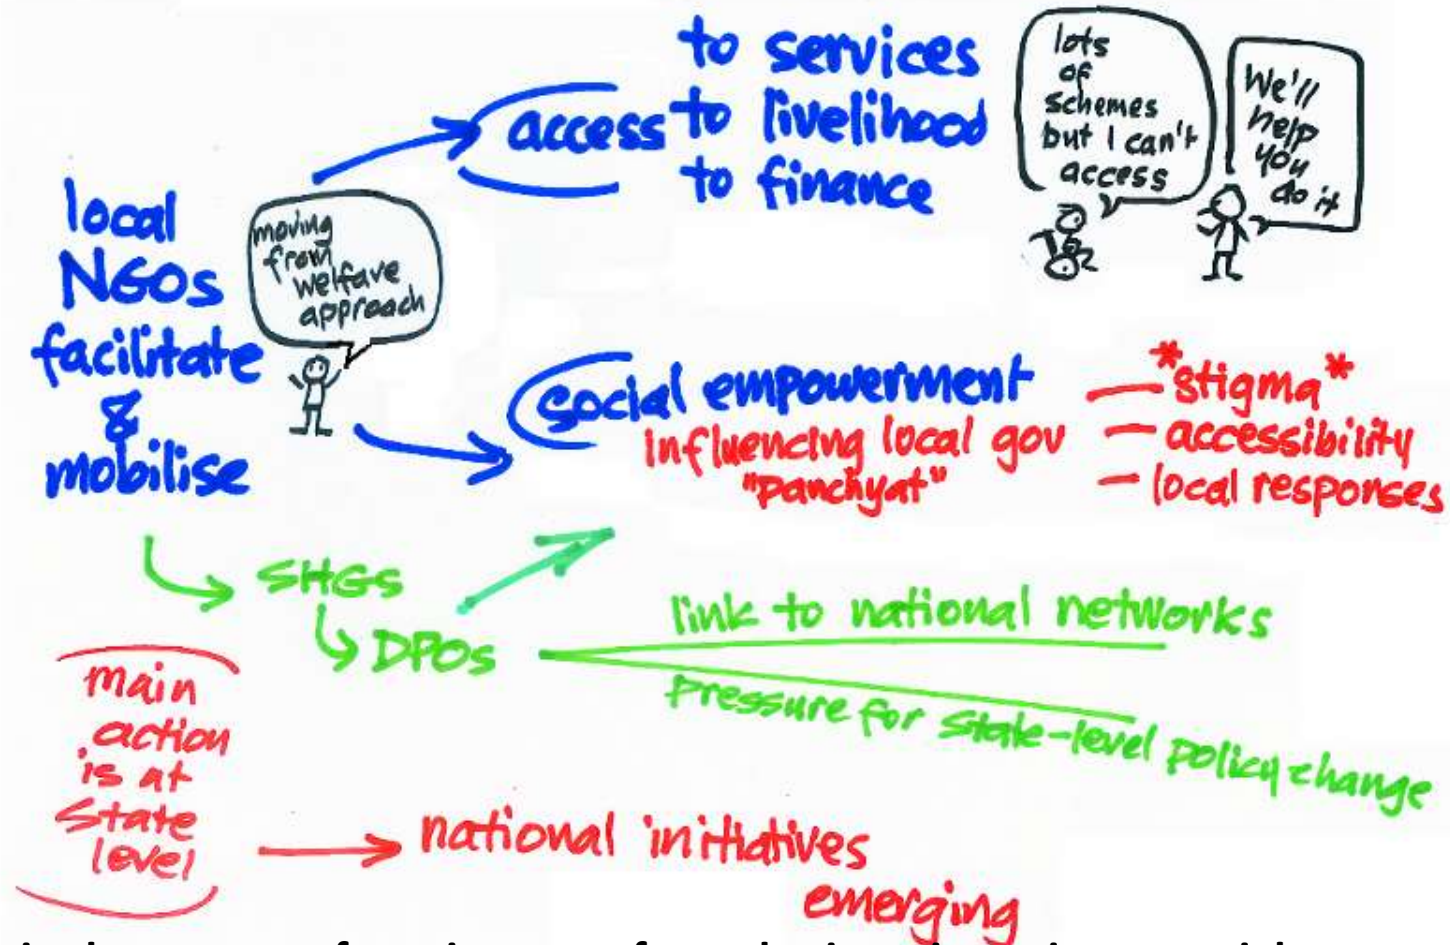 local
NGOs
facilitate
&
mobilise
moving
from
welfare
approach
access
to services
to livelihood
to finance
lots
of
schemes
but I can't
access
We'll
help
you
do it
social empowerment
influencing local gov
"Panchyat"
*stigma*
accessibility
local responses
SHGs
DPOs
link to national networks
pressure for state-level policy change
main
action
is at
State
level
national initiatives
emerging